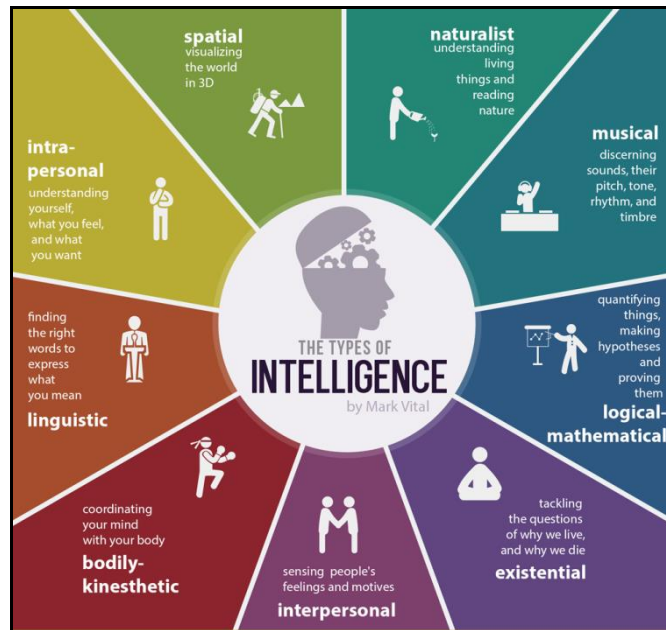 spatial
visualizing
the world
in 3D
naturalist
understanding
living
things and
reading
nature
musical
discerning
sounds, their
pitch, tone,
rhythm, and
timbre
quantifying
things,
making
hypotheses
and
proving
them
logical-
mathematical
tackling
the questions
of why we live,
and why we die
existential
sensing people's
feelings and motives
interpersonal
coordinating
your mind
with your body
bodily-
kinesthetic
finding
the right
words to
express
what
you mean
linguistic
intra-
personal
understanding
yourself,
what you feel,
and what
you want
THE TYPES OF
INTELLIGENCE
by Mark Vital